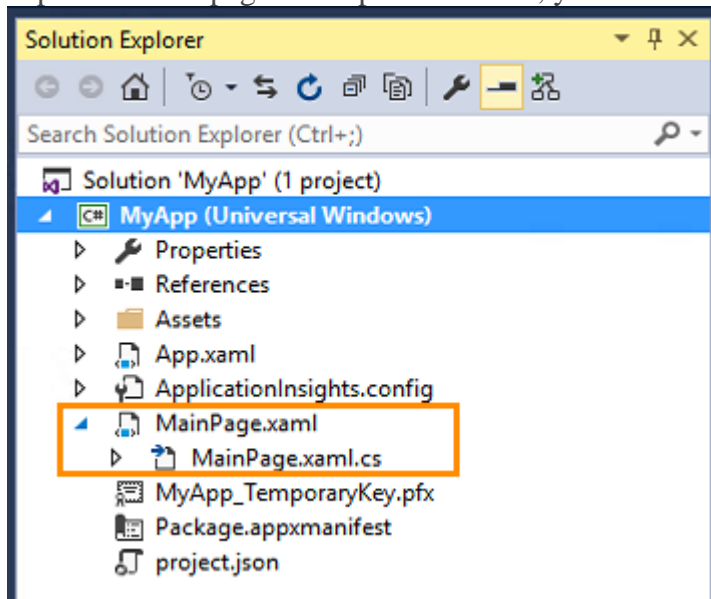 Solution Explorer
Search Solution Explorer (Ctrl+;)
Solution 'MyApp' (1 project)
C# MyApp (Universal Windows)
Properties
References
Assets
App.xaml
ApplicationInsights.config
MainPage.xaml
MainPage.xaml.cs
MyApp_TemporaryKey.pfx
Package.appxmanifest
project.json